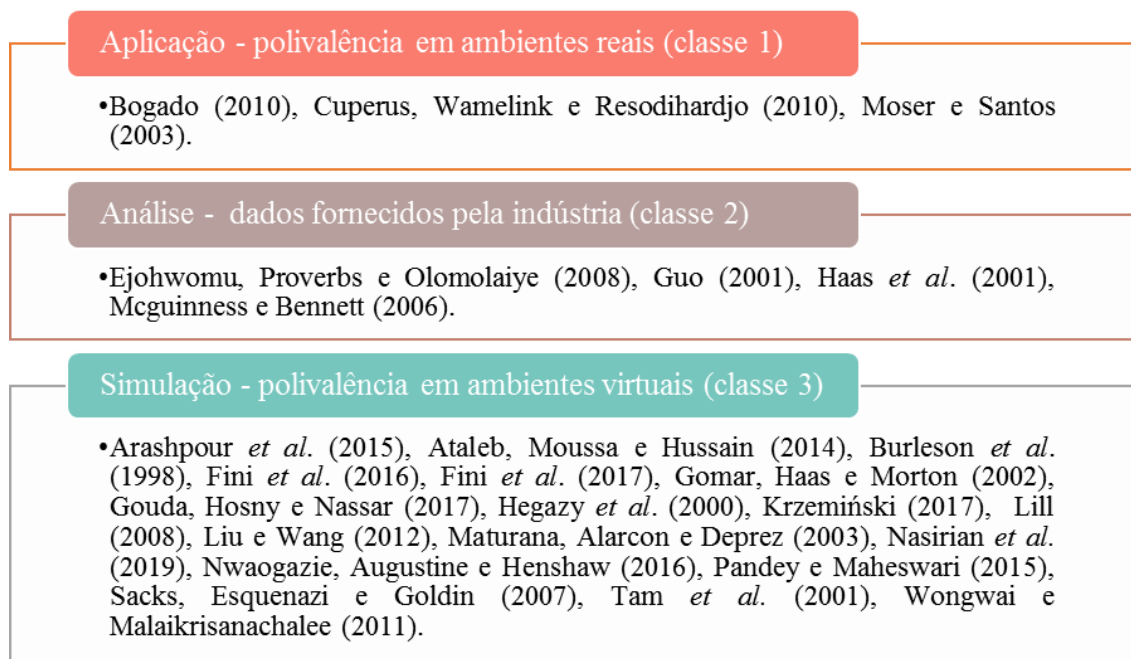 Aplicação - polivalência em ambientes reais (classe 1)
•Bogado (2010), Cuperus, Wamelink e Resodihardjo (2010), Moser e Santos
(2003).
Análise - dados fornecidos pela indústria (classe 2)
•Ejohwomu, Proverbs e Olomolaiye (2008), Guo (2001), Haas et al. (2001),
Mcguinness e Bennett (2006).
Simulação - polivalência em ambientes virtuais (classe 3)
•Arashpour et al. (2015), Ataleb, Moussa e Hussain (2014), Burleson et al.
(1998), Fini et al. (2016), Fini et al. (2017), Gomar, Haas e Morton (2002),
Gouda, Hosny e Nassar (2017), Hegazy et al. (2000), Krzemiński (2017), Lill
(2008), Liu e Wang (2012), Maturana, Alarcon e Deprez (2003), Nasirian et al.
(2019), Nwaogazie, Augustine e Henshaw (2016), Pandey e Maheswari (2015),
Sacks, Esquenazi e Goldin (2007), Tam et al. (2001), Wongwai e
Malaikrisanachalee (2011).